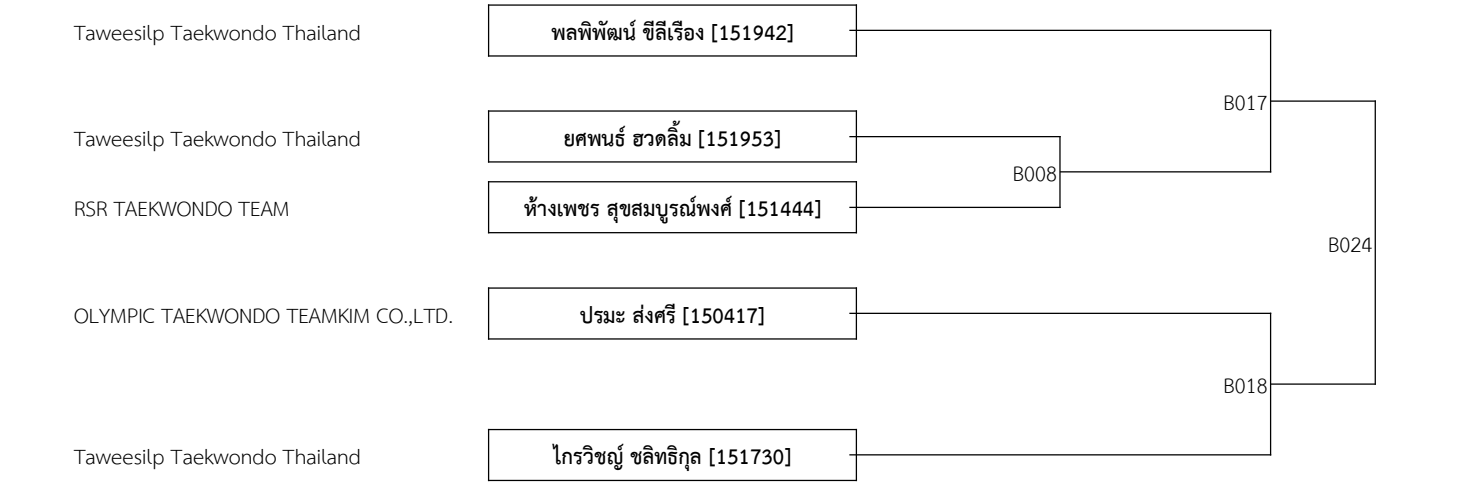 Taweesilp Taekwondo Thailand พลพิพัฒน์ ขีลีเรือง [151942]
B017
Taweesilp Taekwondo Thailand ยศพนธ์ ฮวดลิ้ม [151953]
B008
RSR TAEKWONDO TEAM ห้างเพชร สุขสมบูรณ์พงศ์ [151444]
B024
OLYMPIC TAEKWONDO TEAMKIM CO.,LTD. ปรมะ ส่งศรี [150417]
B018
Taweesilp Taekwondo Thailand ไกรวิชญ์ ชลิทธิกุล [151730]